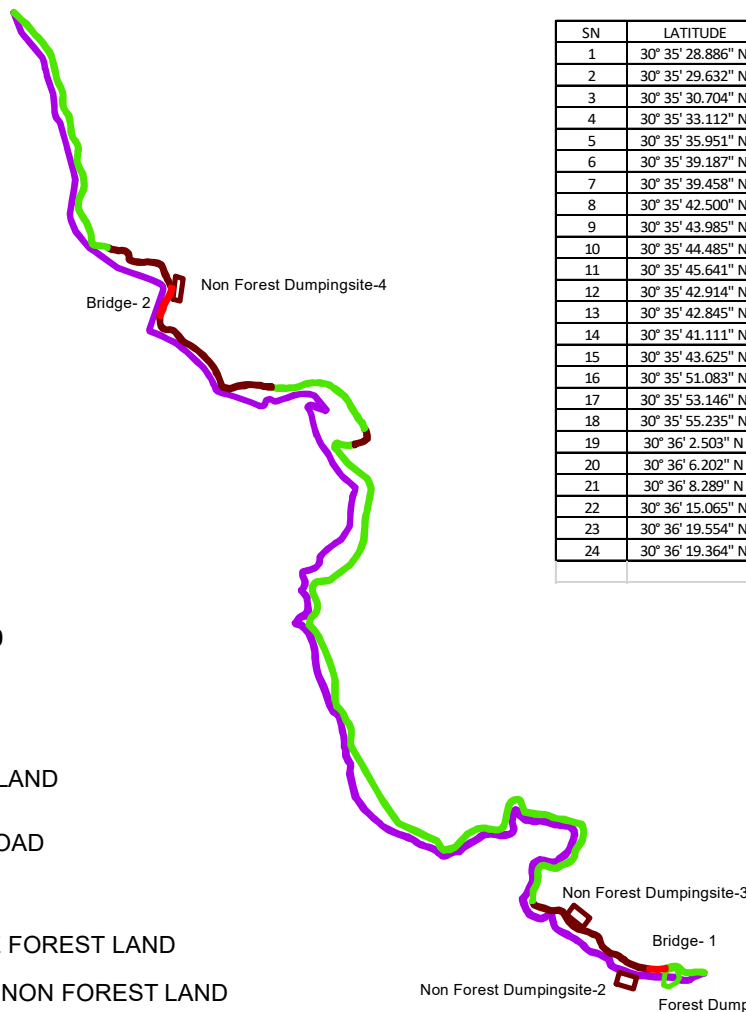 SN LATITUDE
1 30° 35' 28.886" N
2 30° 35' 29.632" N
3 30° 35' 30.704" N
4 30° 35' 33.112" N
5 30° 35' 35.951" N
6 30° 35' 39.187" N
7 30° 35' 39.458" N
8 30° 35' 42.500" N
9 30° 35' 43.985" N
10 30° 35' 44.485" N
11 30° 35' 45.641" N
12 30° 35' 42.914" N
13 30° 35' 42.845" N
14 30° 35' 41.111" N
15 30° 35' 43.625" N
16 30° 35' 51.083" N
17 30° 35' 53.146" N
18 30° 35' 55.235" N
19 30° 36' 2.503" N
20 30° 36' 6.202" N
21 30° 36' 8.289" N
22 30° 36' 15.065" N
23 30° 36' 19.554" N
24 30° 36' 19.364" N
Non Forest Dumpingsite-4
Bridge- 2
LAND
OAD
FOREST LAND
NON FOREST LAND
Non Forest Dumpingsite-3
Bridge- 1
Non Forest Dumpingsite-2
Forest Dump